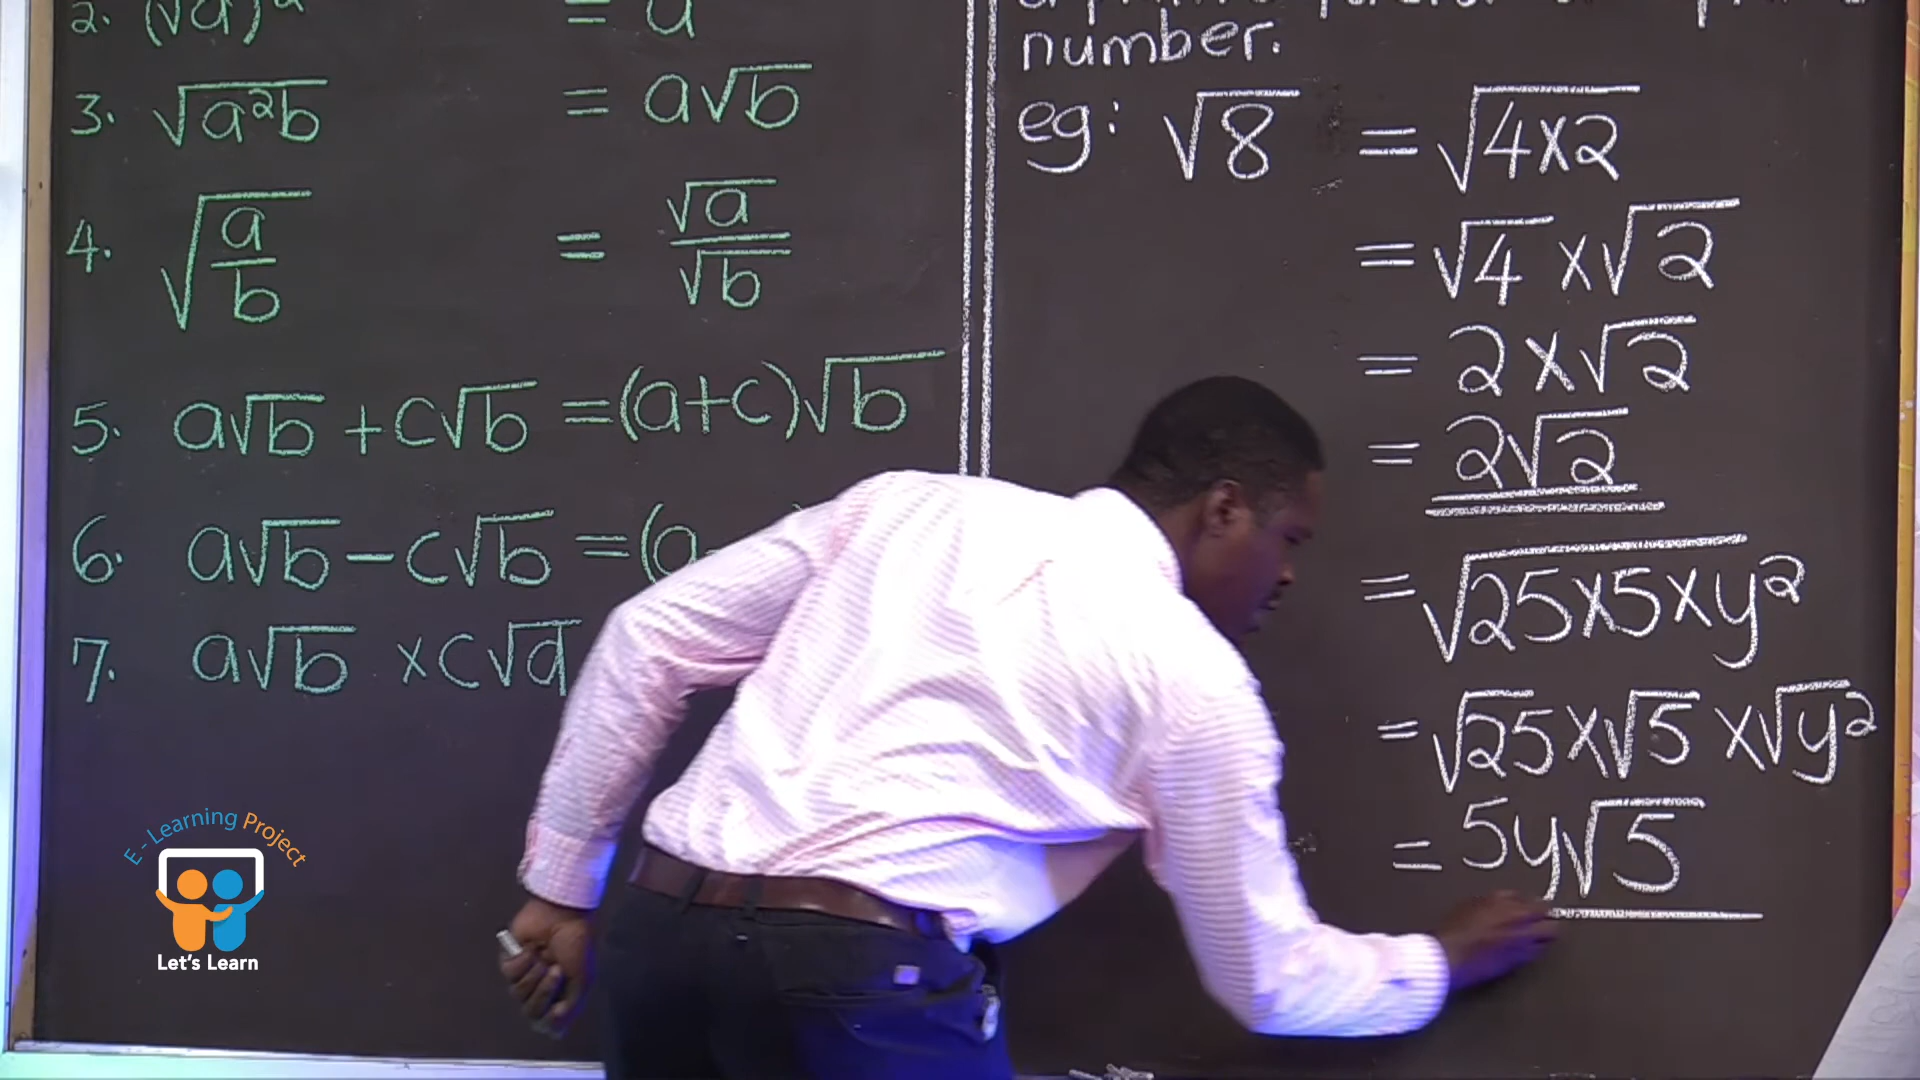 2. (√a)² = a
3. √a²b = a√b
4. √a/b = √a/√b
5. a√b + c√b = (a+c)√b
6. a√b - c√b = (a-
7. a√b × c√d
number.
eg: √8 = √4×2
= √4 × √2
= 2 × √2
= 2√2
= √25×5×y²
= √25 × √5 × √y²
= 5y√5
E-Learning Project
Let's Learn